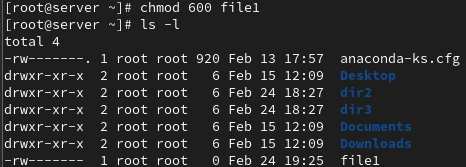 [root@server ~]# chmod 600 file1
[root@server ~]# ls -l
total 4
-rw-------. 1 root root 920 Feb 13 17:57 anaconda-ks.cfg
drwxr-xr-x  2 root root   6 Feb 15 12:09 Desktop
drwxr-xr-x  2 root root   6 Feb 24 18:27 dir2
drwxr-xr-x  2 root root   6 Feb 24 18:27 dir3
drwxr-xr-x  2 root root   6 Feb 15 12:09 Documents
drwxr-xr-x  2 root root   6 Feb 15 12:09 Downloads
-rw-------  1 root root   0 Feb 24 19:25 file1